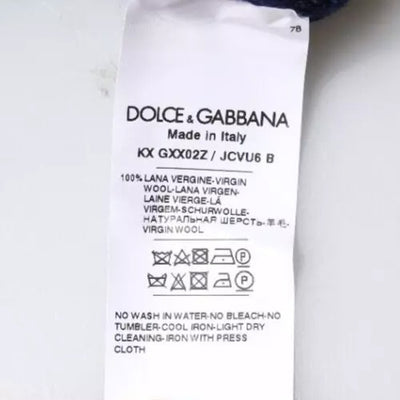 78
DOLCE & GABBANA
Made in Italy
KX GXX02Z / JCVU6 B
100% LANA VERGINE-VIRGIN
WOOL-LANA VIRGEN-
LAINE VIERGE-LÃ
VIRGEM-SCHURWOLLE-
НАТУРАЛЬНАЯ ШЕРСТЬ-羊毛-
VIRGIN WOOL
P
P
NO WASH IN WATER-NO BLEACH-NO
TUMBLER-COOL IRON-LIGHT DRY
CLEANING-IRON WITH PRESS
CLOTH